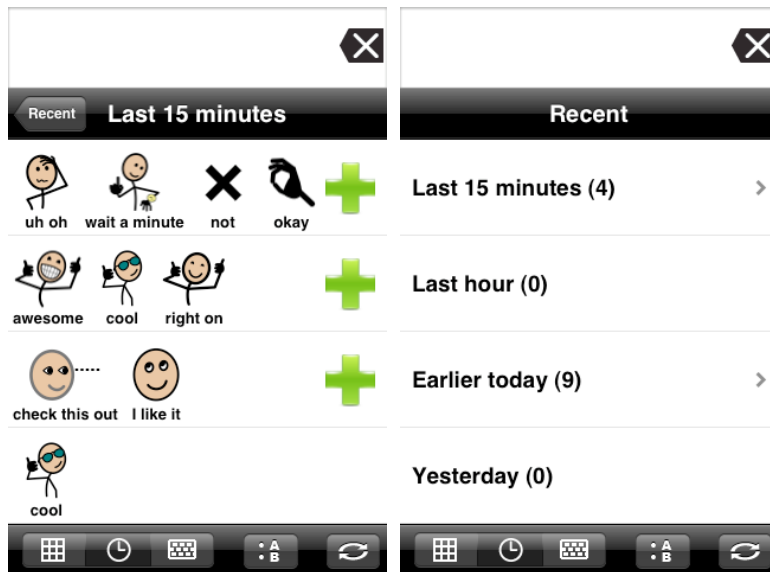 Recent Last 15 minutes
uh oh wait a minute not okay
awesome cool right on
check this out I like it
cool
A
B
Recent
Last 15 minutes (4)
Last hour (0)
Earlier today (9)
Yesterday (0)
A
B